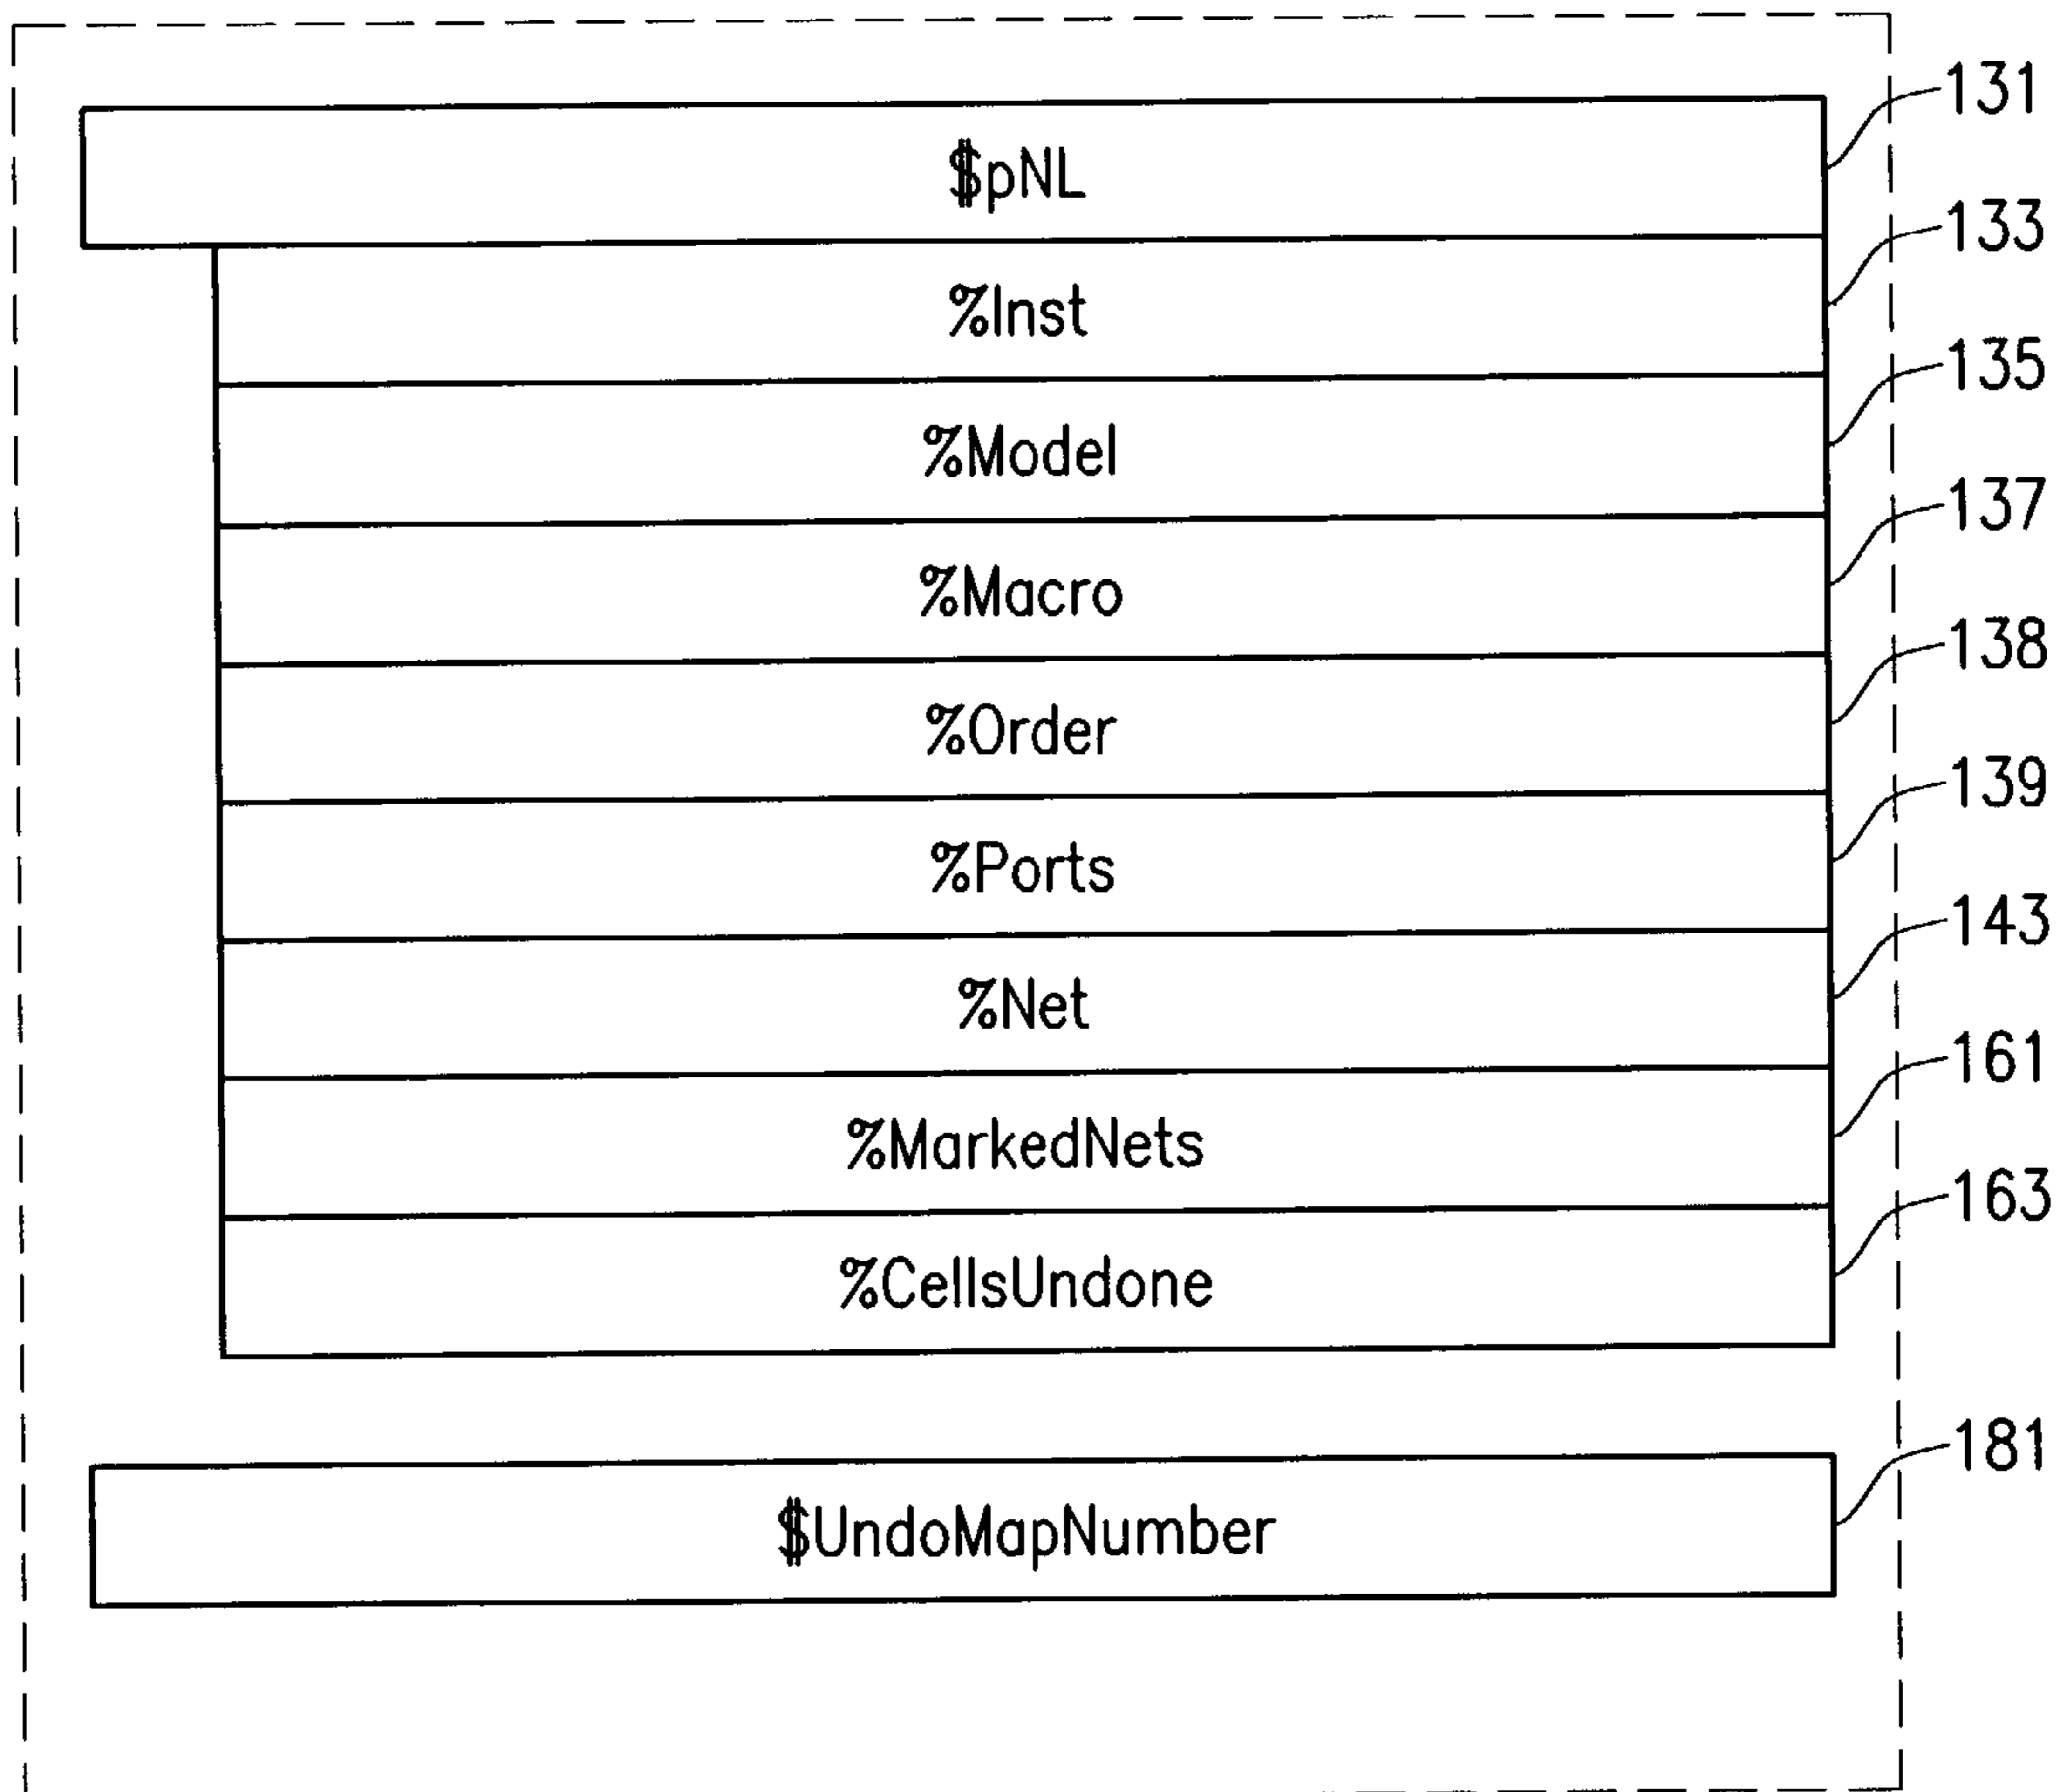 131
$pNL
133
%Inst
135
%Model
137
%Macro
138
%Order
139
%Ports
143
%Net
161
%MarkedNets
163
%CellsUndone
181
$UndoMapNumber